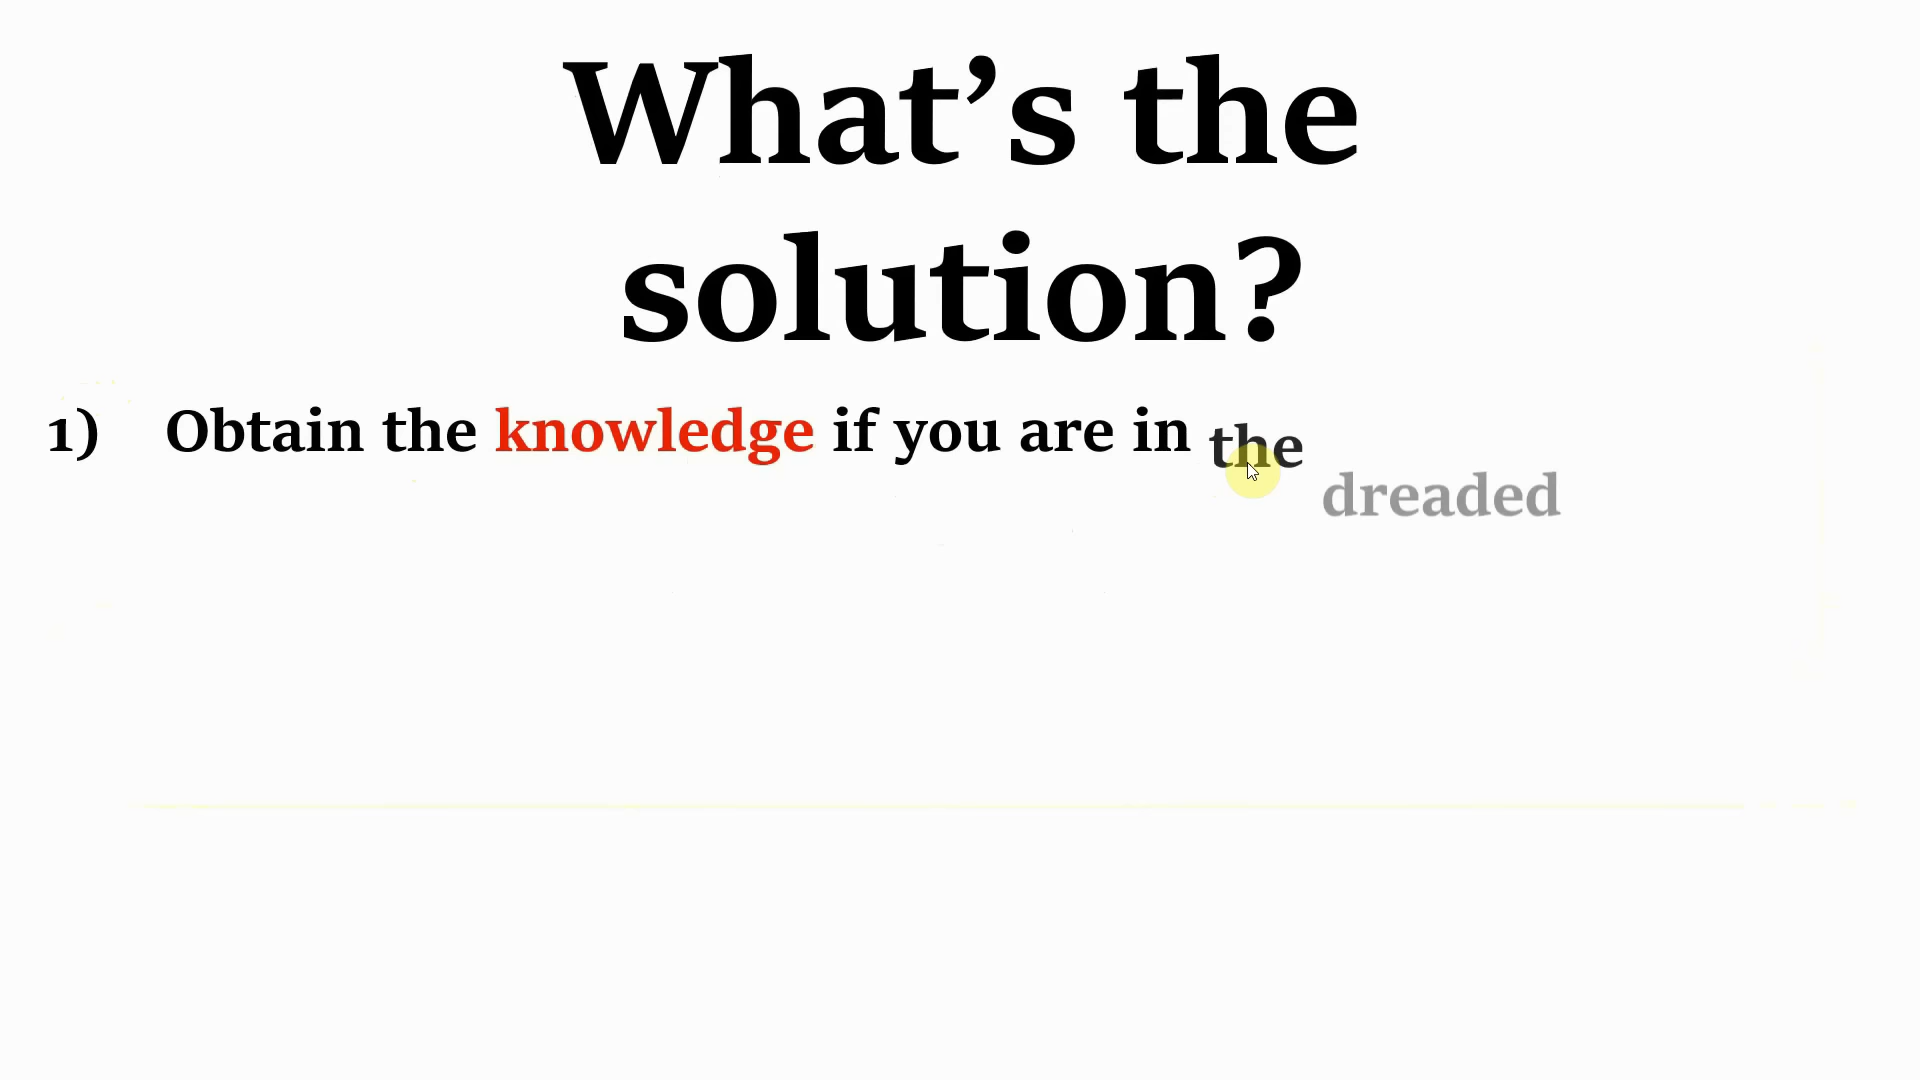 What’s the
solution?
1) Obtain the knowledge if you are in the dreaded